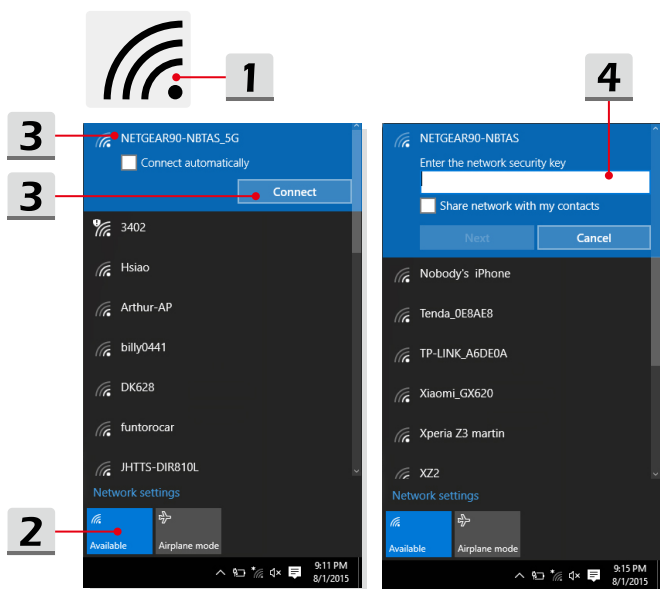 1
3
NETGEAR90-NBTAS_5G
Connect automatically
3
Connect
3402
Hsiao
Arthur-AP
billy0441
DK628
funtorocar
JHTTS-DIR810L
Network settings
2
Available
Airplane mode
9:11 PM
8/1/2015
4
NETGEAR90-NBTAS
Enter the network security key
Share network with my contacts
Next
Cancel
Nobody's iPhone
Tenda_0E8AE8
TP-LINK_A6DE0A
Xiaomi_GX620
Xperia Z3 martin
XZ2
Network settings
Available
Airplane mode
9:15 PM
8/1/2015